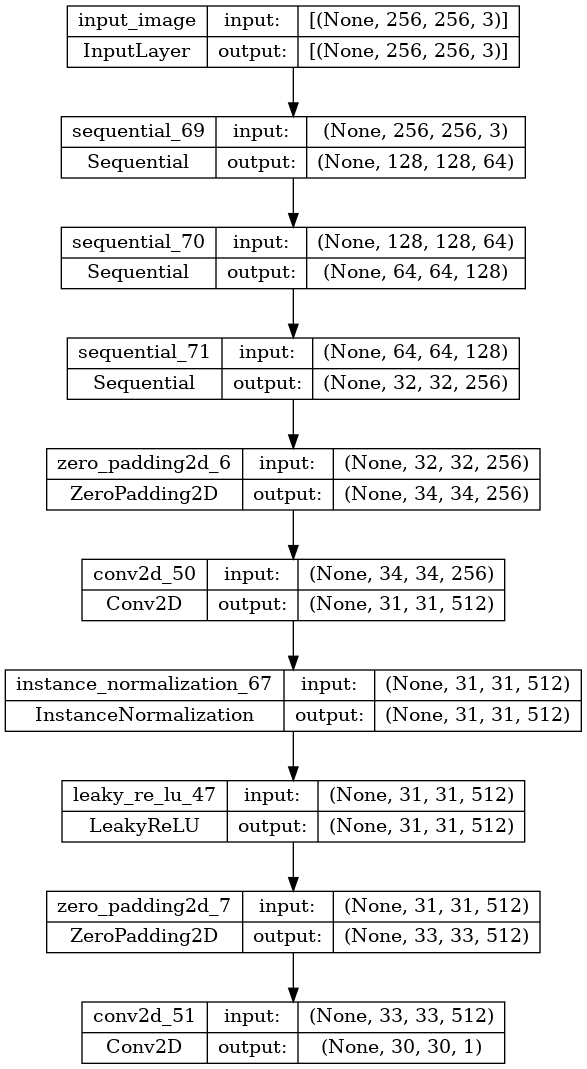 input_image input: [(None, 256, 256, 3)]
InputLayer output: [(None, 256, 256, 3)]
sequential_69 input: (None, 256, 256, 3)
Sequential output: (None, 128, 128, 64)
sequential_70 input: (None, 128, 128, 64)
Sequential output: (None, 64, 64, 128)
sequential_71 input: (None, 64, 64, 128)
Sequential output: (None, 32, 32, 256)
zero_padding2d_6 input: (None, 32, 32, 256)
ZeroPadding2D output: (None, 34, 34, 256)
conv2d_50 input: (None, 34, 34, 256)
Conv2D output: (None, 31, 31, 512)
instance_normalization_67 input: (None, 31, 31, 512)
InstanceNormalization output: (None, 31, 31, 512)
leaky_re_lu_47 input: (None, 31, 31, 512)
LeakyReLU output: (None, 31, 31, 512)
zero_padding2d_7 input: (None, 31, 31, 512)
ZeroPadding2D output: (None, 33, 33, 512)
conv2d_51 input: (None, 33, 33, 512)
Conv2D output: (None, 30, 30, 1)